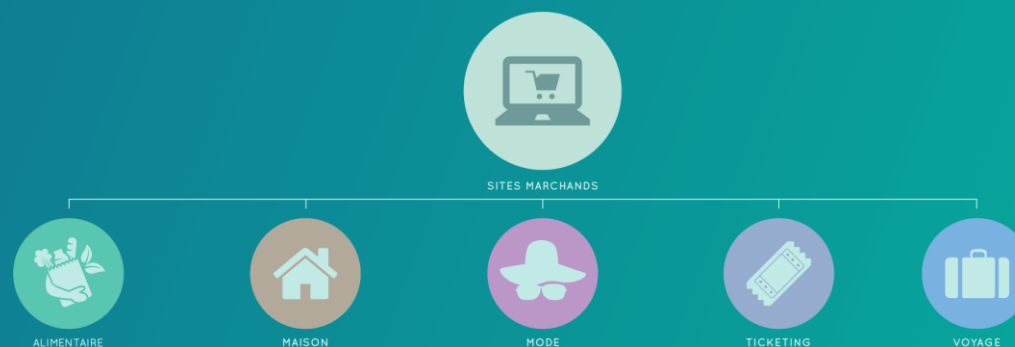 SITES MARCHANDS
ALIMENTAIRE
MAISON
MODE
TICKETING
VOYAGE